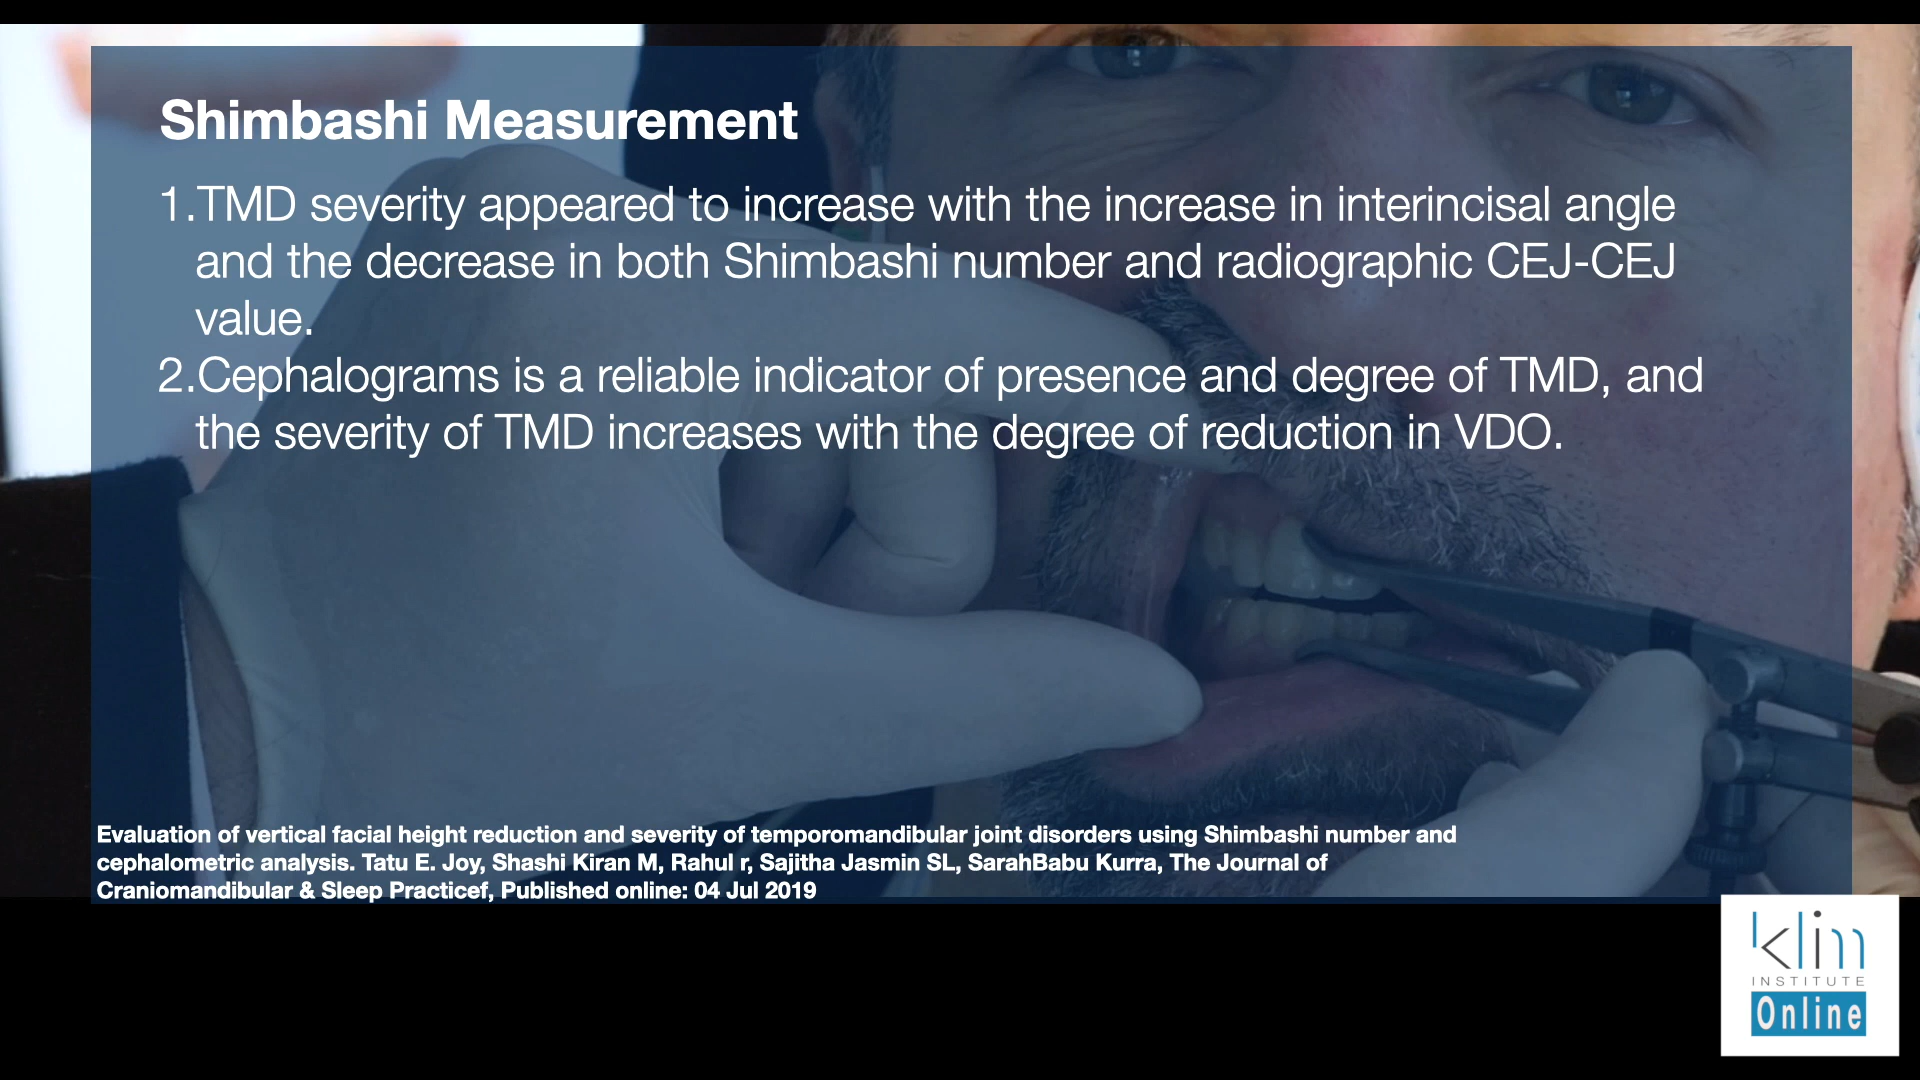 Shimbashi Measurement
1.TMD severity appeared to increase with the increase in interincisal angle
and the decrease in both Shimbashi number and radiographic CEJ-CEJ
value.
2.Cephalograms is a reliable indicator of presence and degree of TMD, and
the severity of TMD increases with the degree of reduction in VDO.
Evaluation of vertical facial height reduction and severity of temporomandibular joint disorders using Shimbashi number and
cephalometric analysis. Tatu E. Joy, Shashi Kiran M, Rahul r, Sajitha Jasmin SL, SarahBabu Kurra, The Journal of
Craniomandibular & Sleep Practicef, Published online: 04 Jul 2019
klim
INSTITUTE
Online